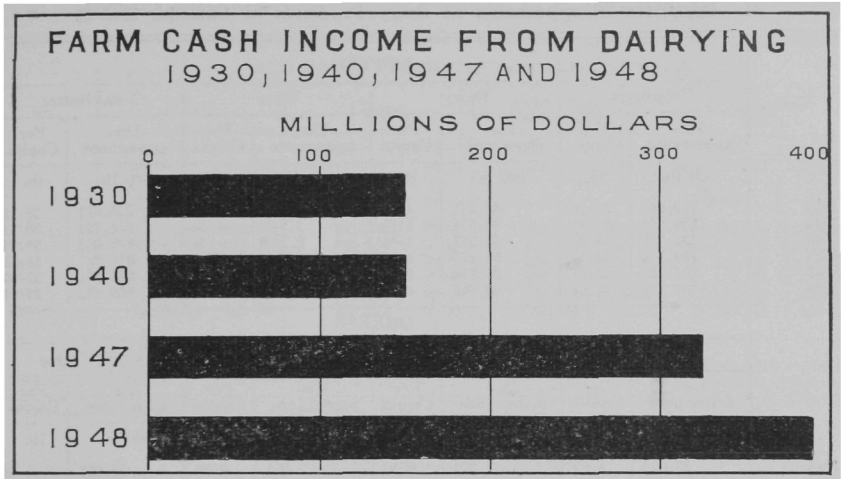 FARM CASH INCOME FROM DAIRYING
1930, 1940, 1947 AND 1948
MILLIONS OF DOLLARS
0 100 200 300 400
1930
1940
1947
1948